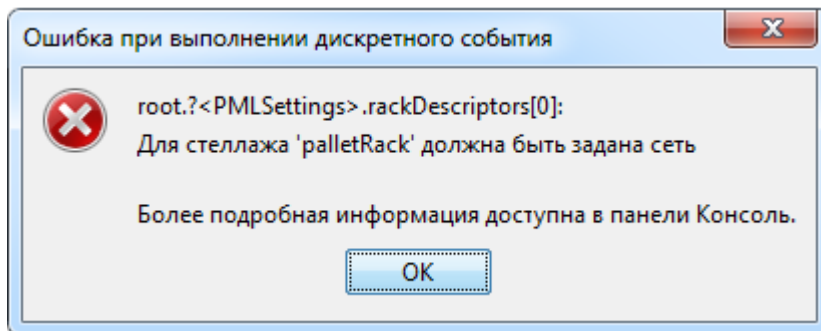 Ошибка при выполнении дискретного события
root.?<PMLSettings>.rackDescriptors[0]:
Для стеллажа 'palletRack' должна быть задана сеть
Более подробная информация доступна в панели Консоль.
OK